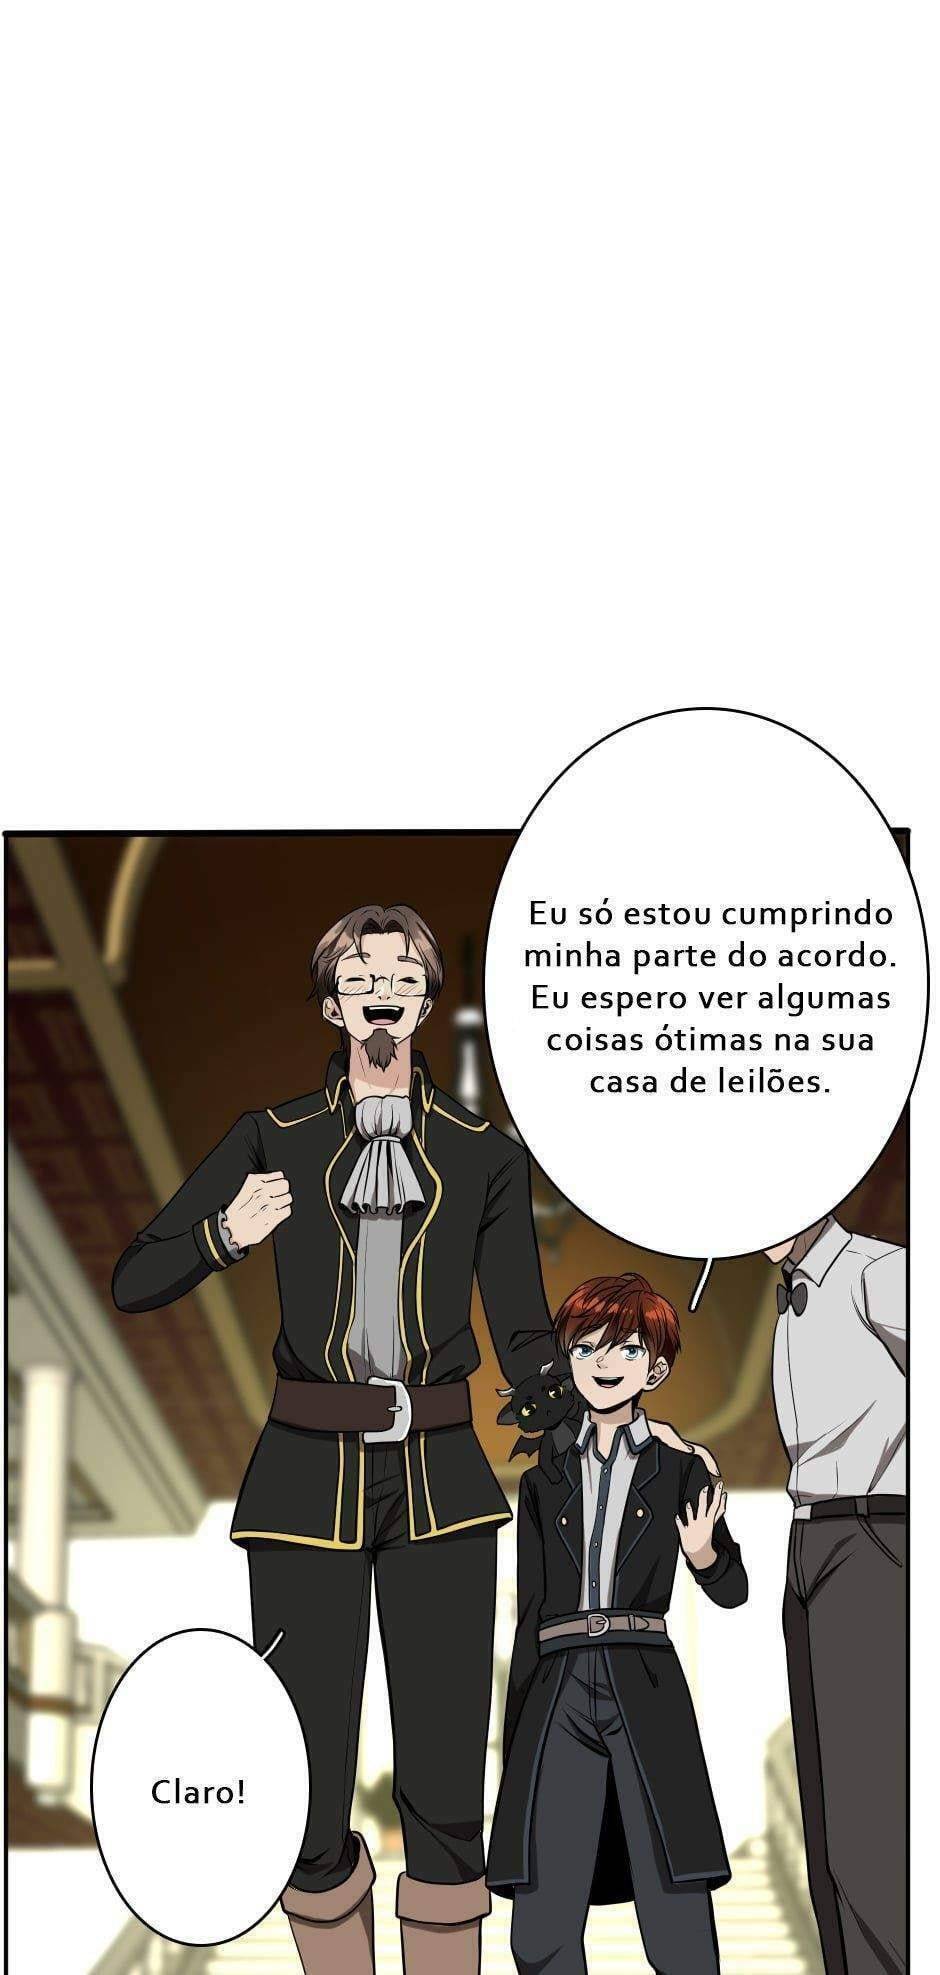 Eu só estou cumprindo
minha parte do acordo.
Eu espero ver algumas
coisas ótimas na sua
casa de leilões.
Claro!